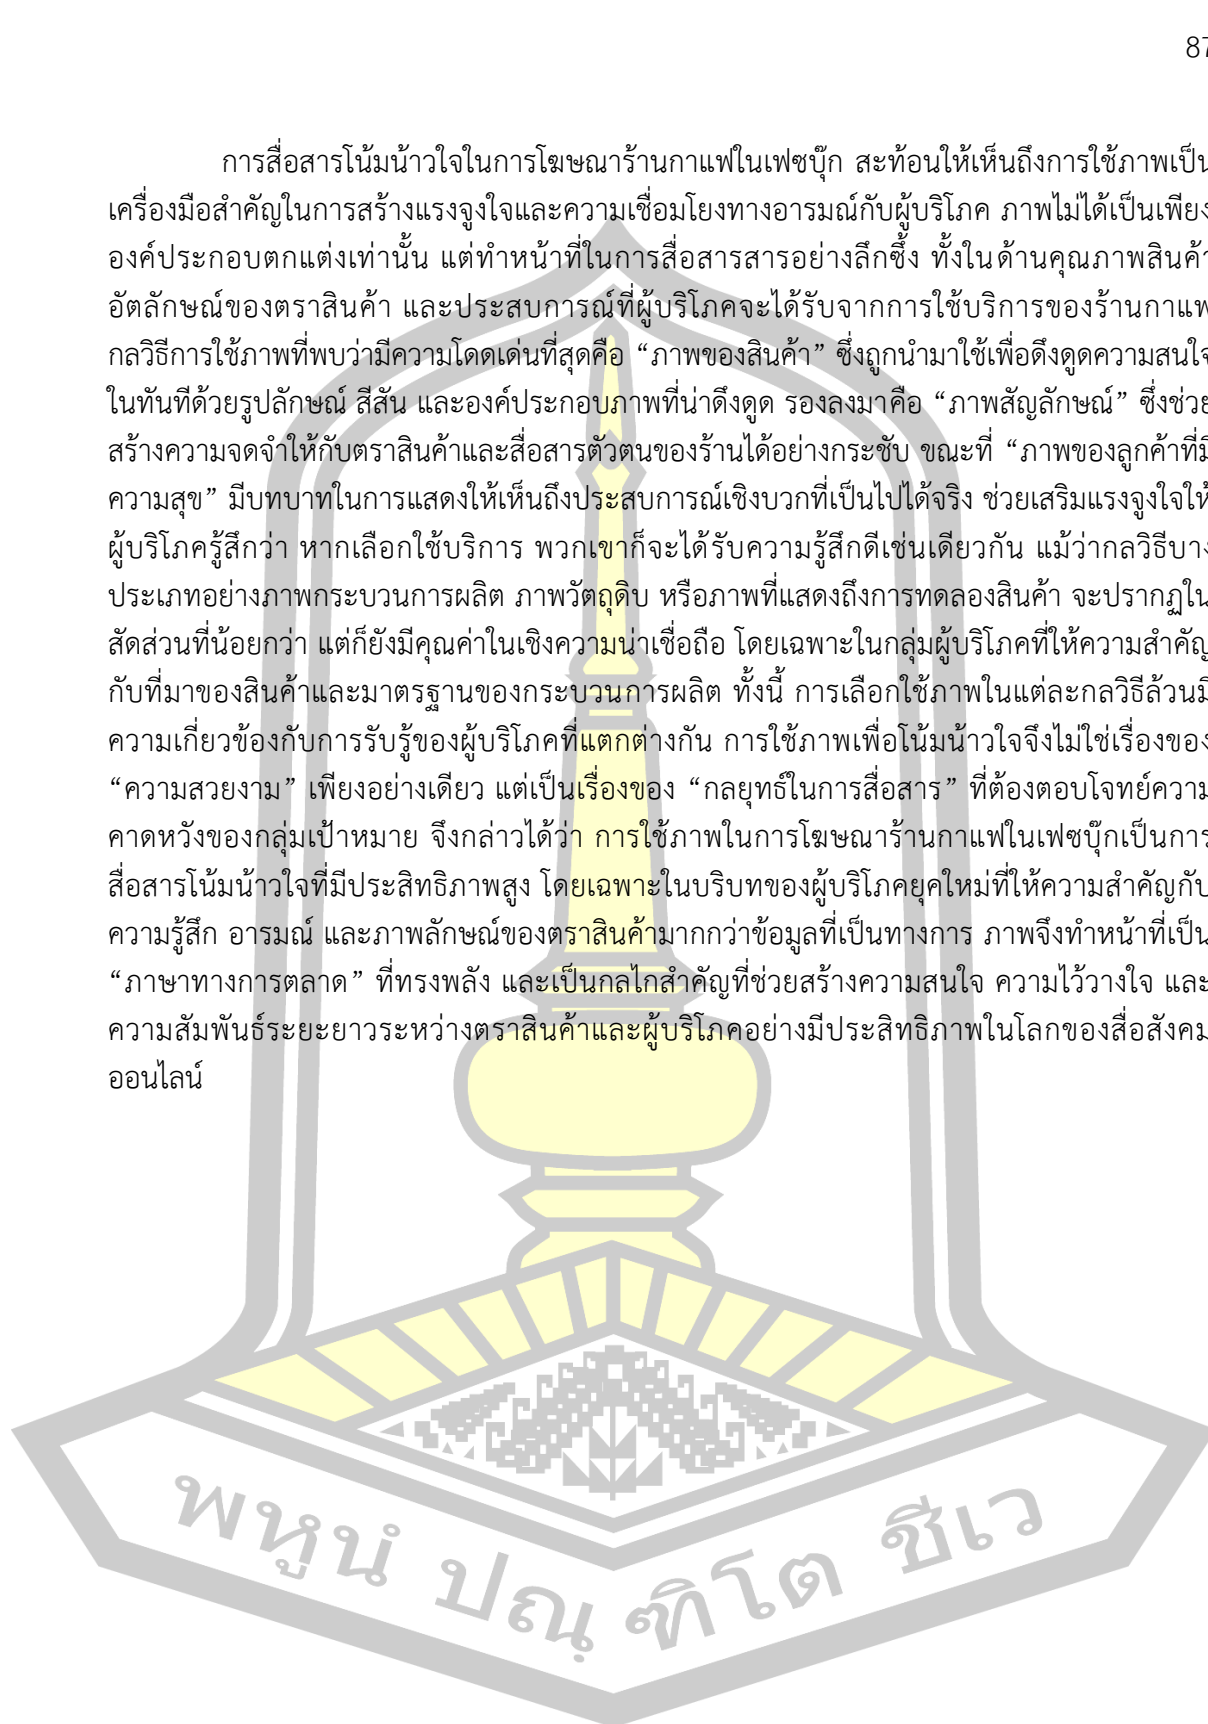 87
การสื่อสารโน้มน้าวใจในการโฆษณาร้านกาแฟในเฟซบุ๊ก สะท้อนให้เห็นถึงการใช้ภาพเป็น
เครื่องมือสำคัญในการสร้างแรงจูงใจและความเชื่อมโยงทางอารมณ์กับผู้บริโภค ภาพไม่ได้เป็นเพียง
องค์ประกอบตกแต่งเท่านั้น แต่ทำหน้าที่ในการสื่อสารสารอย่างลึกซึ้ง ทั้งในด้านคุณภาพสินค้า
อัตลักษณ์ของตราสินค้า และประสบการณ์ที่ผู้บริโภคจะได้รับจากการใช้บริการของร้านกาแฟ
กลวิธีการใช้ภาพที่พบว่ามีความโดดเด่นที่สุดคือ “ภาพของสินค้า” ซึ่งถูกนำมาใช้เพื่อดึงดูดความสนใจ
ในทันทีด้วยรูปลักษณ์ สีสัน และองค์ประกอบภาพที่น่าดึงดูด รองลงมาคือ “ภาพสัญลักษณ์” ซึ่งช่วย
สร้างความจดจำให้กับตราสินค้าและสื่อสารตัวตนของร้านได้อย่างกระชับ ขณะที่ “ภาพของลูกค้าที่มี
ความสุข” มีบทบาทในการแสดงให้เห็นถึงประสบการณ์เชิงบวกที่เป็นไปได้จริง ช่วยเสริมแรงจูงใจให้
ผู้บริโภครู้สึกว่า หากเลือกใช้บริการ พวกเขาก็จะได้รับความรู้สึกดีเช่นเดียวกัน แม้ว่ากลวิธีบาง
ประเภทอย่างภาพกระบวนการผลิต ภาพวัตถุดิบ หรือภาพที่แสดงถึงการทดลองสินค้า จะปรากฏใน
สัดส่วนที่น้อยกว่า แต่ก็ยังมีคุณค่าในเชิงความน่าเชื่อถือ โดยเฉพาะในกลุ่มผู้บริโภคที่ให้ความสำคัญ
กับที่มาของสินค้าและมาตรฐานของกระบวนการผลิต ทั้งนี้ การเลือกใช้ภาพในแต่ละกลวิธีล้วนมี
ความเกี่ยวข้องกับการรับรู้ของผู้บริโภคที่แตกต่างกัน การใช้ภาพเพื่อโน้มน้าวใจจึงไม่ใช่เรื่องของ
“ความสวยงาม” เพียงอย่างเดียว แต่เป็นเรื่องของ “กลยุทธ์ในการสื่อสาร” ที่ต้องตอบโจทย์ความ
คาดหวังของกลุ่มเป้าหมาย จึงกล่าวได้ว่า การใช้ภาพในการโฆษณาร้านกาแฟในเฟซบุ๊กเป็นการ
สื่อสารโน้มน้าวใจที่มีประสิทธิภาพสูง โดยเฉพาะในบริบทของผู้บริโภคยุคใหม่ที่ให้ความสำคัญกับ
ความรู้สึก อารมณ์ และภาพลักษณ์ของตราสินค้ามากกว่าข้อมูลที่เป็นทางการ ภาพจึงทำหน้าที่เป็น
“ภาษาทางการตลาด” ที่ทรงพลัง และเป็นกลไกสำคัญที่ช่วยสร้างความสนใจ ความไว้วางใจ และ
ความสัมพันธ์ระยะยาวระหว่างตราสินค้าและผู้บริโภคอย่างมีประสิทธิภาพในโลกของสื่อสังคม
ออนไลน์
พหูนํ ปณฺฑิโต ชีเว